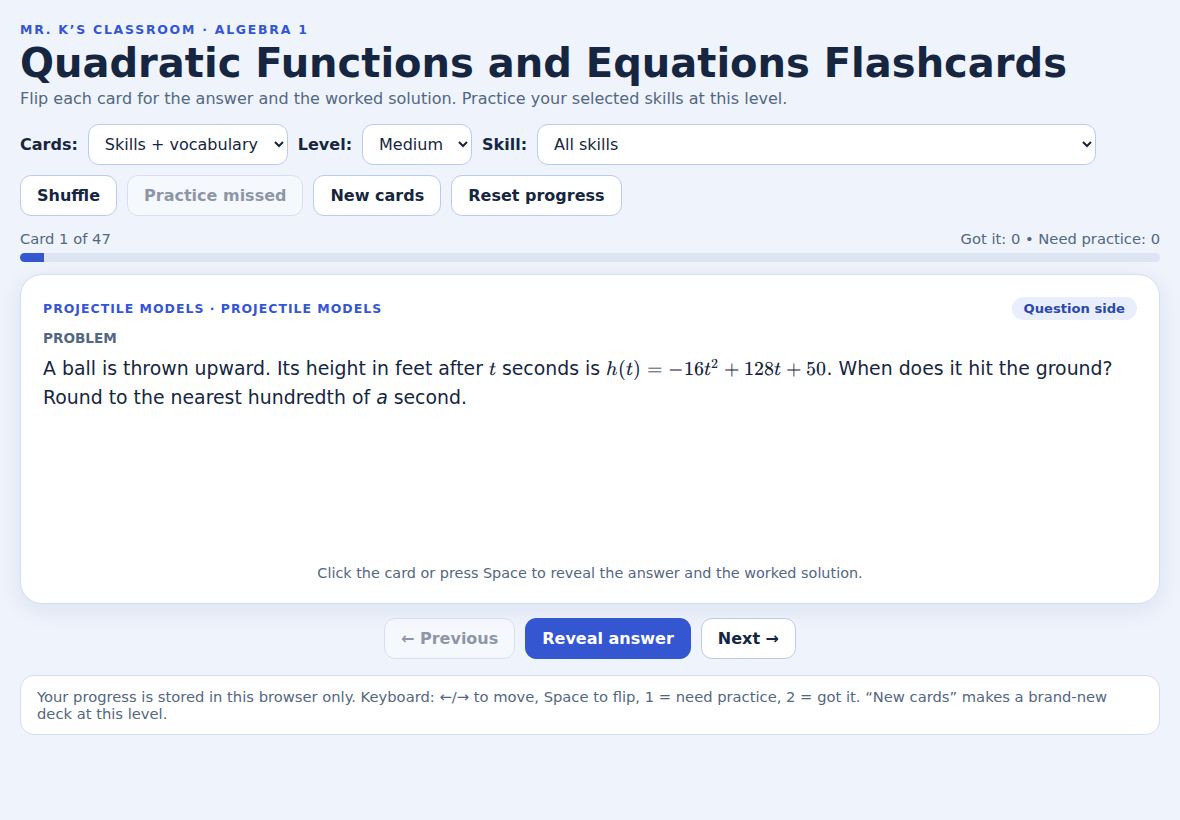 MR. K’S CLASSROOM · ALGEBRA 1
Quadratic Functions and Equations Flashcards
Flip each card for the answer and the worked solution. Practice your selected skills at this level.
Cards: Skills + vocabulary Level: Medium Skill: All skills
Shuffle Practice missed New cards Reset progress
Card 1 of 47 Got it: 0 • Need practice: 0
PROJECTILE MODELS · PROJECTILE MODELS Question side
PROBLEM
A ball is thrown upward. Its height in feet after t seconds is h(t) = −16t² + 128t + 50. When does it hit the ground?
Round to the nearest hundredth of a second.
Click the card or press Space to reveal the answer and the worked solution.
← Previous Reveal answer Next →
Your progress is stored in this browser only. Keyboard: ←/→ to move, Space to flip, 1 = need practice, 2 = got it. “New cards” makes a brand-new
deck at this level.